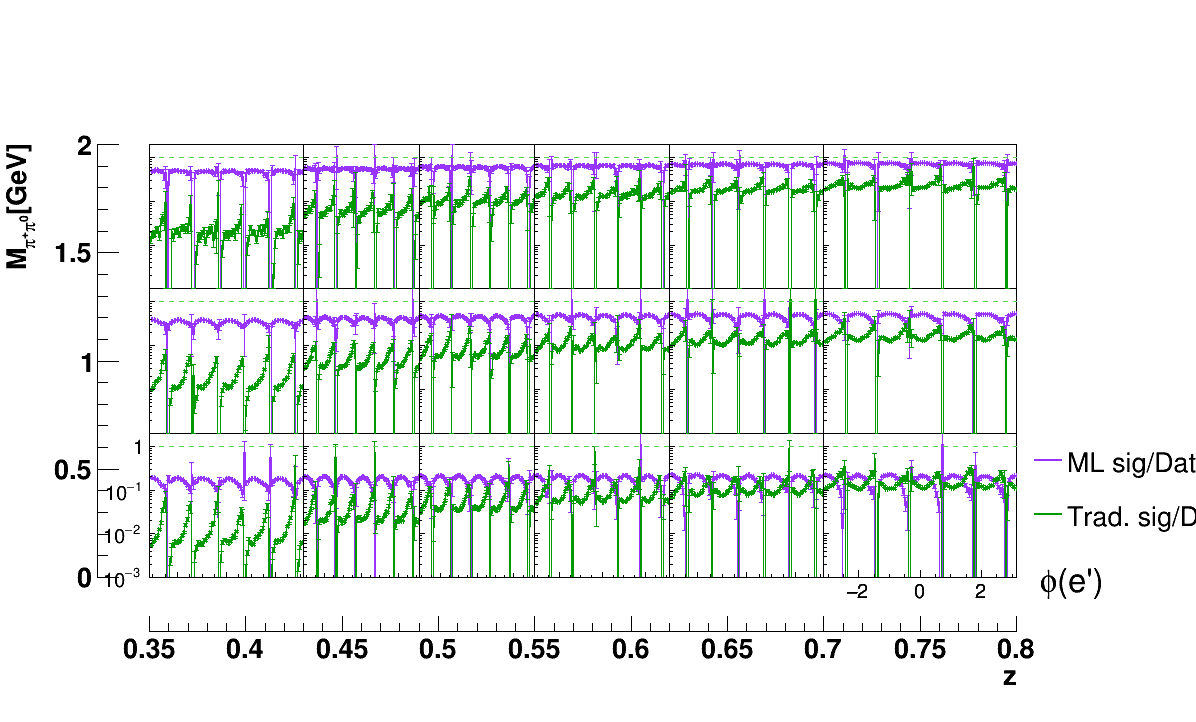 M_{π⁺π⁰}[GeV]
2
1.5
1
0.5
0
1
10⁻¹
10⁻²
10⁻³
ML sig/Dat
Trad. sig/D
−2 0 2
ϕ(e')
0.35 0.4 0.45 0.5 0.55 0.6 0.65 0.7 0.75 0.8
z